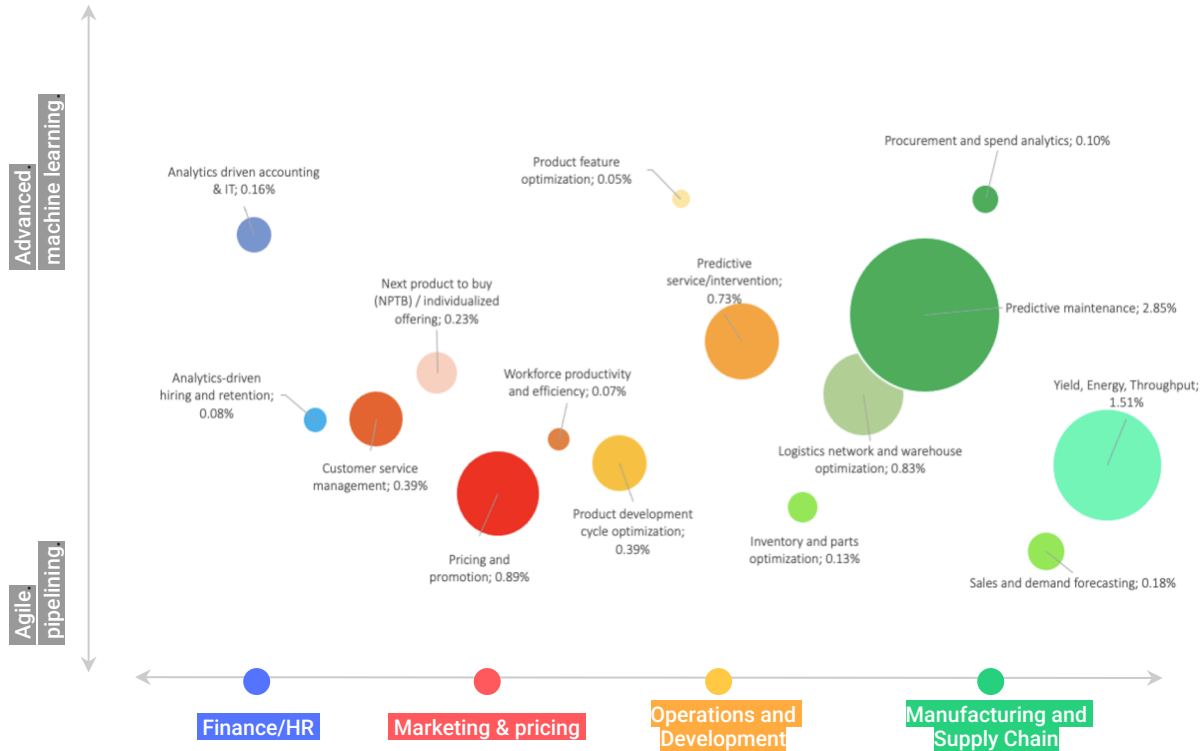 Advanced.
machine learning.
Agile.
pipelining.
Analytics driven accounting
& IT; 0.16%
Product feature
optimization; 0.05%
Procurement and spend analytics; 0.10%
Next product to buy
(NPTB) / individualized
offering; 0.23%
Predictive
service/intervention;
0.73%
Predictive maintenance; 2.85%
Analytics-driven
hiring and retention;
0.08%
Workforce productivity
and efficiency; 0.07%
Yield, Energy, Throughput;
1.51%
Customer service
management; 0.39%
Logistics network and warehouse
optimization; 0.83%
Pricing and
promotion; 0.89%
Product development
cycle optimization;
0.39%
Inventory and parts
optimization; 0.13%
Sales and demand forecasting; 0.18%
Finance/HR
Marketing & pricing
Operations and
Development
Manufacturing and
Supply Chain